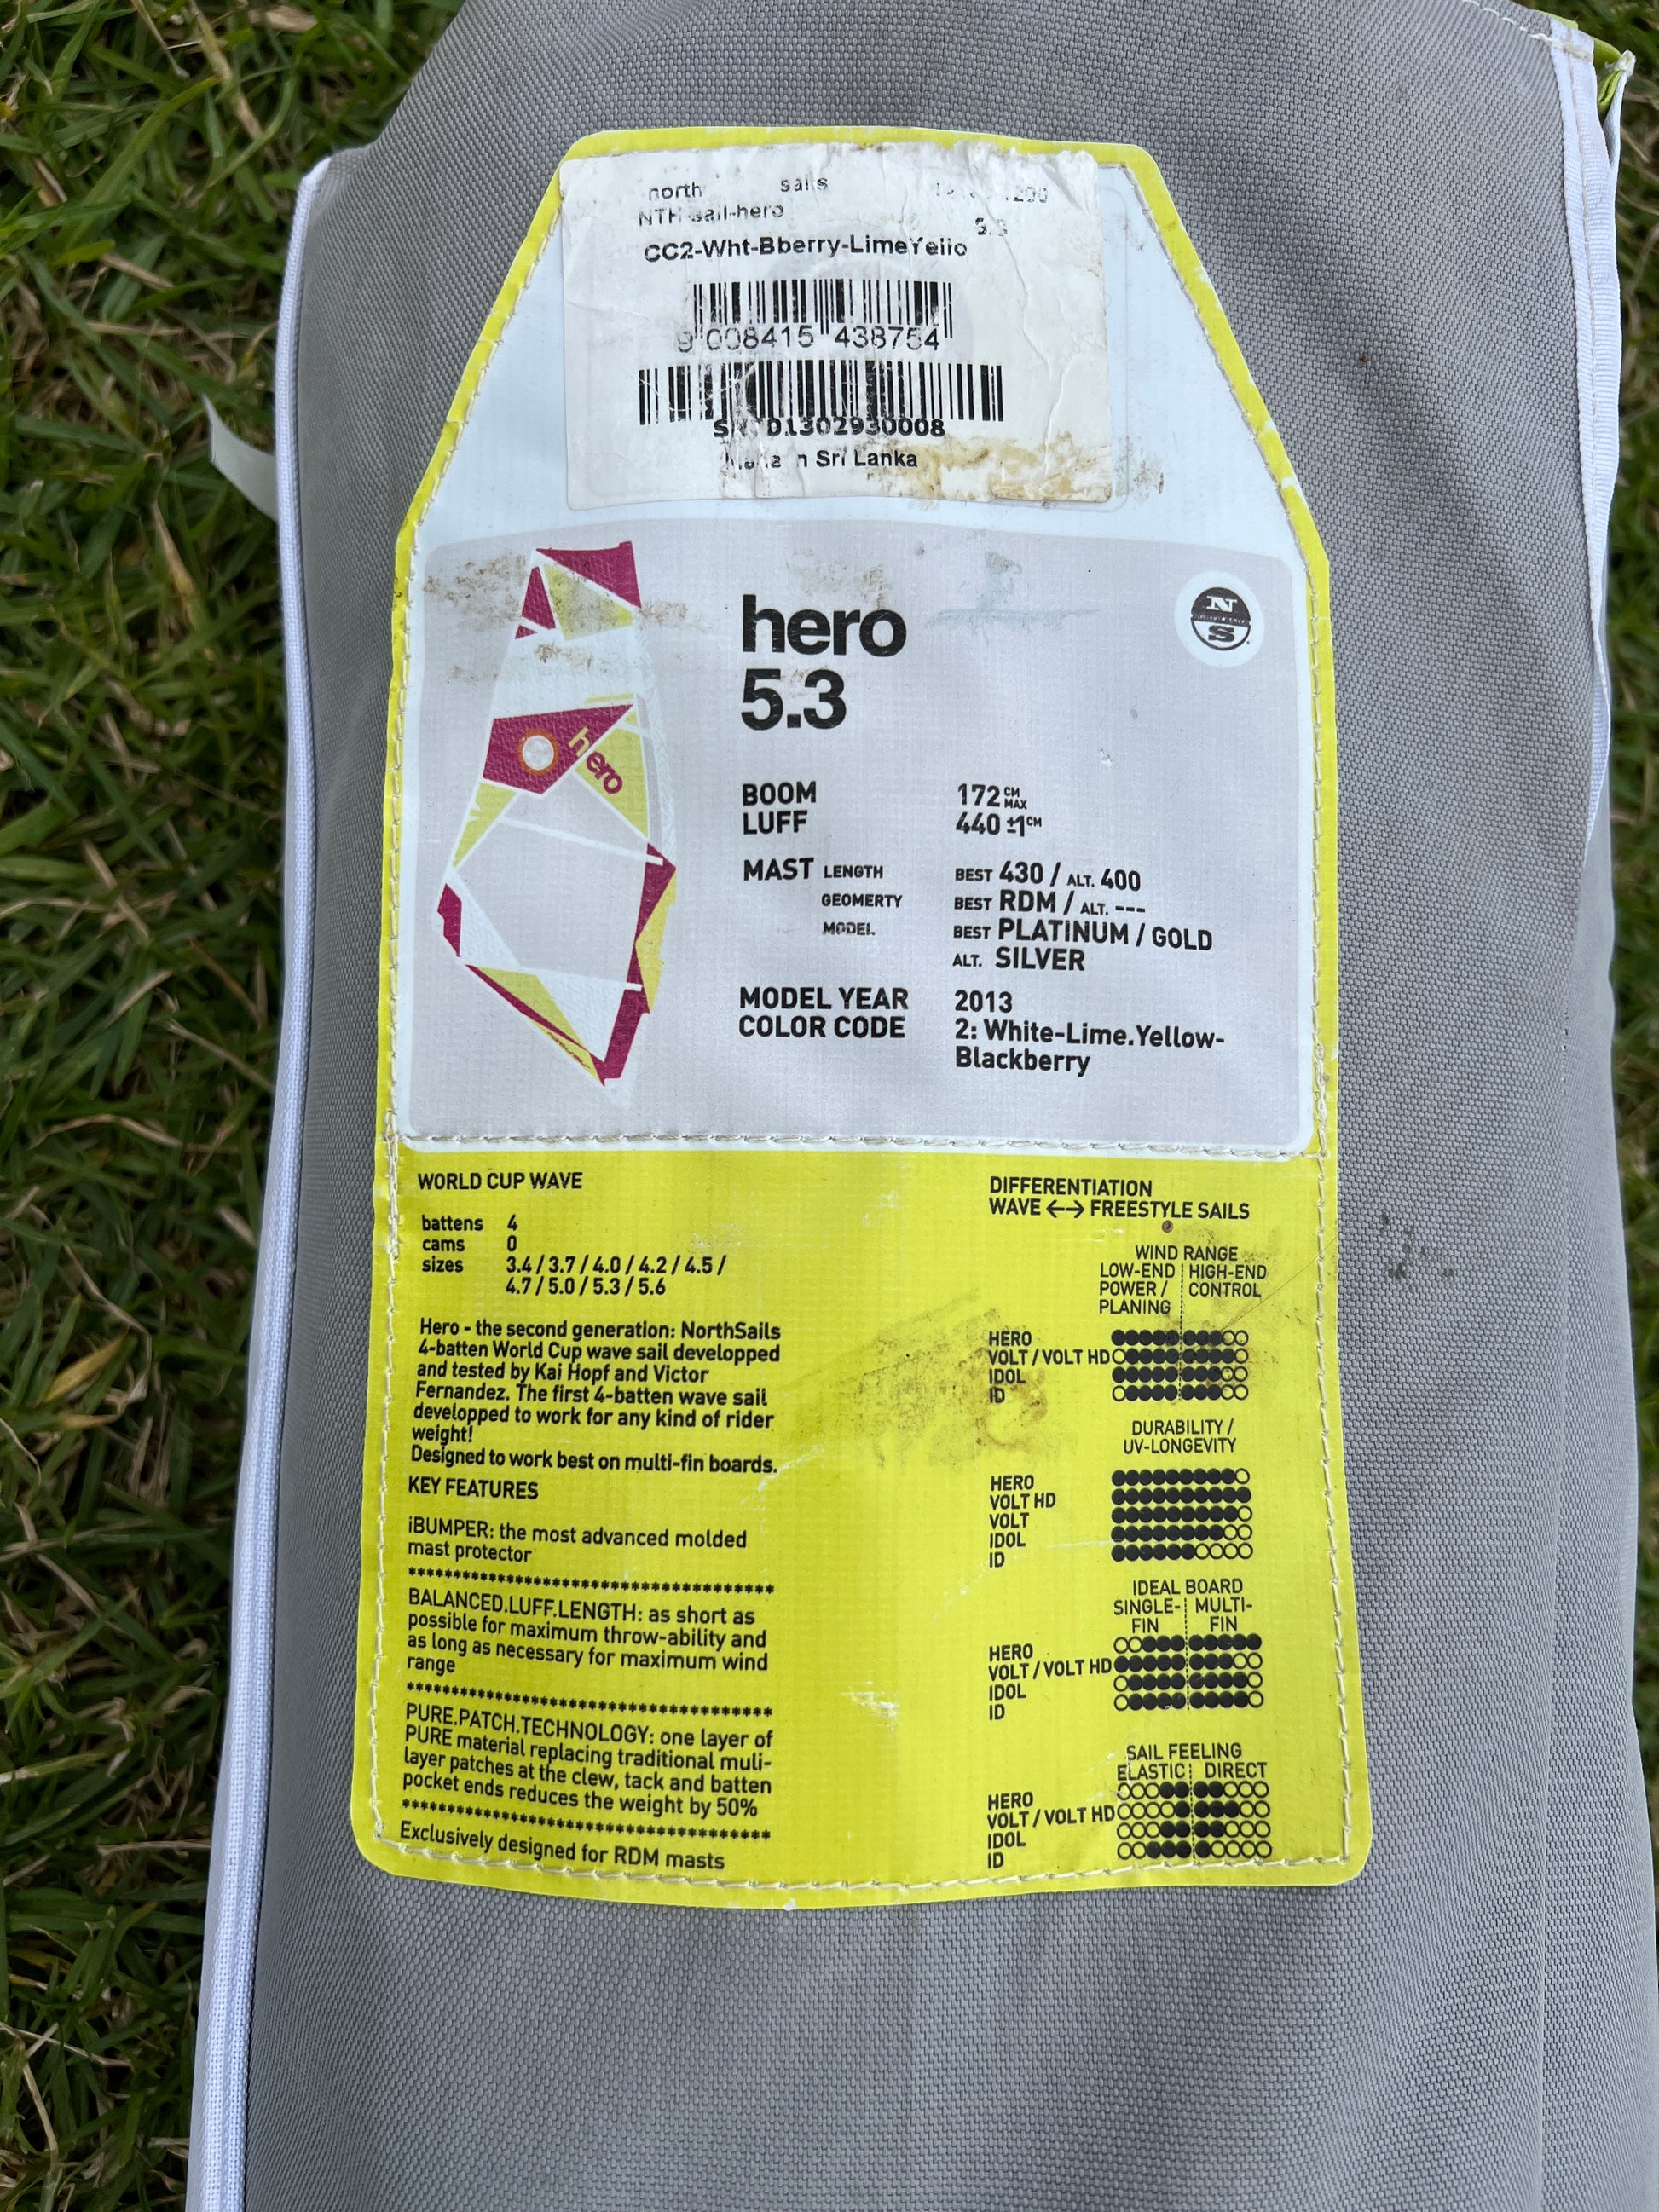 north sails
NTH-sail-hero 5.3
CC2-Wht-Bberry-LimeYello
9 008415 438754
D1302930008
Made in Sri Lanka
hero
5.3
N
NORTH SAILS
S
hero
BOOM 172 CM MAX
LUFF 440 ±1 CM
MAST LENGTH BEST 430 / ALT. 400
GEOMERTY BEST RDM / ALT. ---
MODEL BEST PLATINUM / GOLD
ALT. SILVER
MODEL YEAR 2013
COLOR CODE 2: White-Lime.Yellow-
Blackberry
WORLD CUP WAVE
battens 4
cams 0
sizes 3.4 / 3.7 / 4.0 / 4.2 / 4.5 /
4.7 / 5.0 / 5.3 / 5.6
Hero - the second generation: NorthSails
4-batten World Cup wave sail developped
and tested by Kai Hopf and Victor
Fernandez. The first 4-batten wave sail
developped to work for any kind of rider
weight!
Designed to work best on multi-fin boards.
KEY FEATURES
iBUMPER: the most advanced molded
mast protector
****************************************
BALANCED.LUFF.LENGTH: as short as
possible for maximum throw-ability and
as long as necessary for maximum wind
range
****************************************
PURE.PATCH.TECHNOLOGY: one layer of
PURE material replacing traditional muli-
layer patches at the clew, tack and batten
pocket ends reduces the weight by 50%
****************************************
Exclusively designed for RDM masts
DIFFERENTIATION
WAVE <-> FREESTYLE SAILS
WIND RANGE
LOW-END HIGH-END
POWER / CONTROL
PLANING
HERO
VOLT / VOLT HD
IDOL
ID
DURABILITY /
UV-LONGEVITY
HERO
VOLT HD
VOLT
IDOL
ID
IDEAL BOARD
SINGLE- MULTI-
FIN FIN
HERO
VOLT / VOLT HD
IDOL
ID
SAIL FEELING
ELASTIC DIRECT
HERO
VOLT / VOLT HD
IDOL
ID